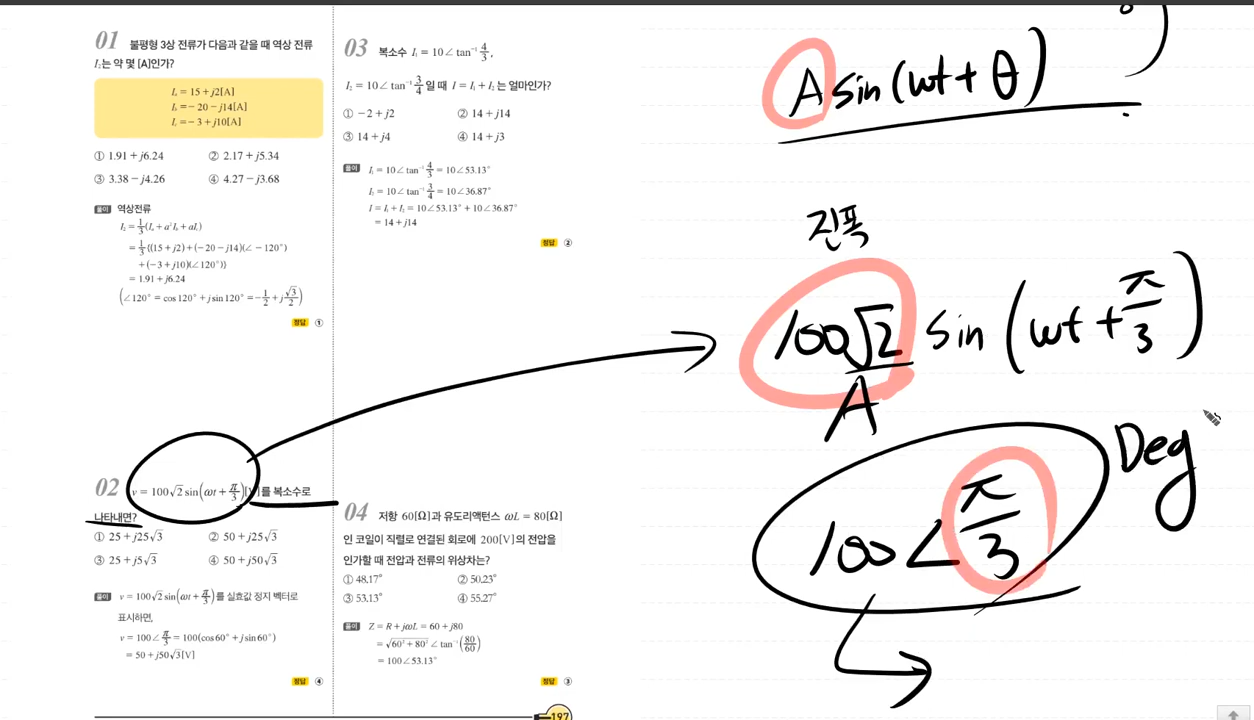 01 불평형 3상 전류가 다음과 같을 때 역상 전류
I₂는 약 몇 [A]인가?
Iₐ = 15 + j2[A]
I_b = − 20 − j14[A]
I_c = − 3 + j10[A]
① 1.91 + j6.24 ② 2.17 + j5.34
③ 3.38 − j4.26 ④ 4.27 − j3.68
풀이 역상전류
I₂ = 1/3(Iₐ + a²I_b + aI_c)
= 1/3{(15 + j2) + (−20 − j14)(∠ − 120°)
+ (−3 + j10)(∠120°)}
= 1.91 + j6.24
(∠120° = cos120° + j sin120° = −1/2 + j√3/2)
정답 ①
02 v = 100√2 sin(ωt + π/3)[V]를 복소수로
나타내면?
① 25 + j25√3 ② 50 + j25√3
③ 25 + j5√3 ④ 50 + j50√3
풀이 v = 100√2 sin(ωt + π/3)를 실효값 정지 벡터로
표시하면,
v = 100∠π/3 = 100(cos60° + j sin60°)
= 50 + j50√3[V]
정답 ④
03 복소수 I₁ = 10∠tan⁻¹4/3,
I₂ = 10∠tan⁻¹3/4일 때 I = I₁ + I₂는 얼마인가?
① −2 + j2 ② 14 + j14
③ 14 + j4 ④ 14 + j3
풀이 I₁ = 10∠tan⁻¹4/3 = 10∠53.13°
I₂ = 10∠tan⁻¹3/4 = 10∠36.87°
I = I₁ + I₂ = 10∠53.13° + 10∠36.87°
= 14 + j14
정답 ②
04 저항 60[Ω]과 유도리액턴스 ωL = 80[Ω]
인 코일이 직렬로 연결된 회로에 200[V]의 전압을
인가할 때 전압과 전류의 위상차는?
① 48.17° ② 50.23°
③ 53.13° ④ 55.27°
풀이 Z = R + jωL = 60 + j80
= √(60² + 80²) ∠tan⁻¹(80/60)
= 100∠53.13°
정답 ③
197
A sin(wt + θ)
진폭
100√2 sin(wt + π/3)
A
Deg
100∠π/3